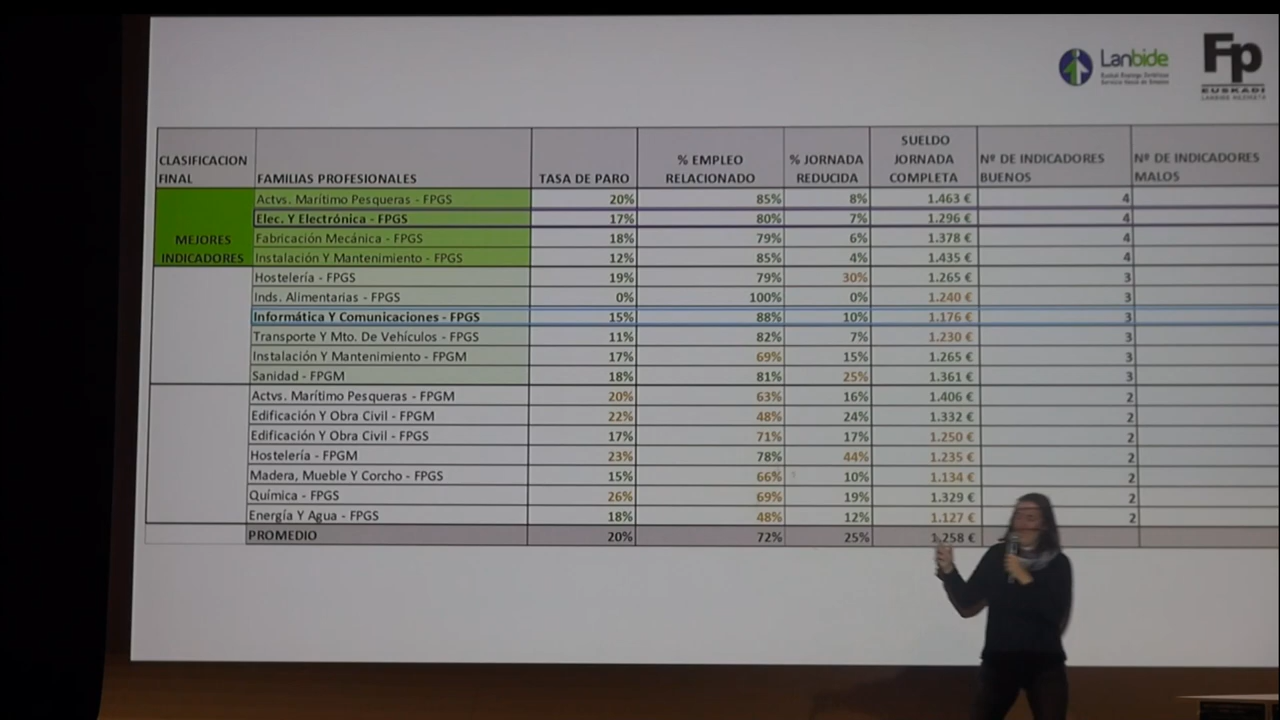 Lanbide
Fp
EUSKADI
CLASIFICACION FINAL | FAMILIAS PROFESIONALES | TASA DE PARO | % EMPLEO RELACIONADO | % JORNADA REDUCIDA | SUELDO JORNADA COMPLETA | Nº DE INDICADORES BUENOS | Nº DE INDICADORES MALOS
MEJORES INDICADORES
Actvs. Marítimo Pesqueras - FPGS 20% 85% 8% 1.463 € 4
Elec. Y Electrónica - FPGS 17% 80% 7% 1.296 € 4
Fabricación Mecánica - FPGS 18% 79% 6% 1.378 € 4
Instalación Y Mantenimiento - FPGS 12% 85% 4% 1.435 € 4
Hostelería - FPGS 19% 79% 30% 1.265 € 3
Inds. Alimentarias - FPGS 0% 100% 0% 1.240 € 3
Informática Y Comunicaciones - FPGS 15% 88% 10% 1.176 € 3
Transporte Y Mto. De Vehículos - FPGS 11% 82% 7% 1.230 € 3
Instalación Y Mantenimiento - FPGM 17% 69% 15% 1.265 € 3
Sanidad - FPGM 18% 81% 25% 1.361 € 3
Actvs. Marítimo Pesqueras - FPGM 20% 63% 16% 1.406 € 2
Edificación Y Obra Civil - FPGM 22% 48% 24% 1.332 € 2
Edificación Y Obra Civil - FPGS 17% 71% 17% 1.250 € 2
Hostelería - FPGM 23% 78% 44% 1.235 € 2
Madera, Mueble Y Corcho - FPGS 15% 66% 10% 1.134 € 2
Química - FPGS 26% 69% 19% 1.329 € 2
Energía Y Agua - FPGS 18% 48% 12% 1.127 € 2
PROMEDIO 20% 72% 25% 1.258 €